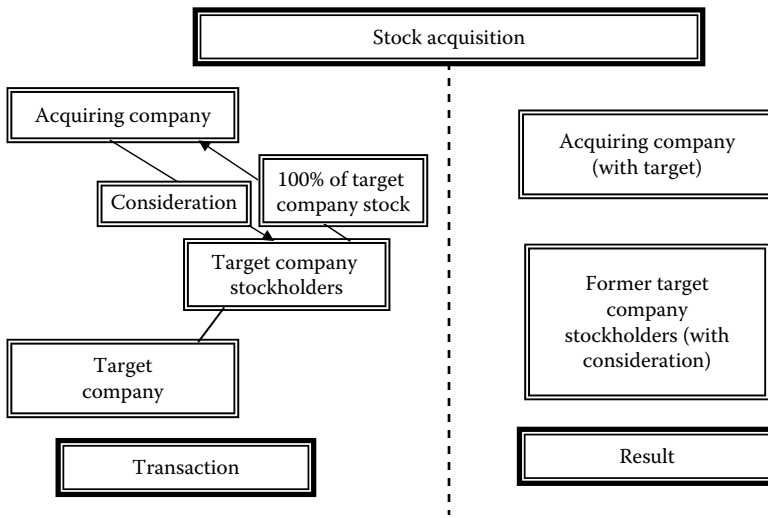 Stock acquisition
Acquiring company
Consideration
100% of target
company stock
Target company
stockholders
Target
company
Transaction
Acquiring company
(with target)
Former target
company
stockholders (with
consideration)
Result